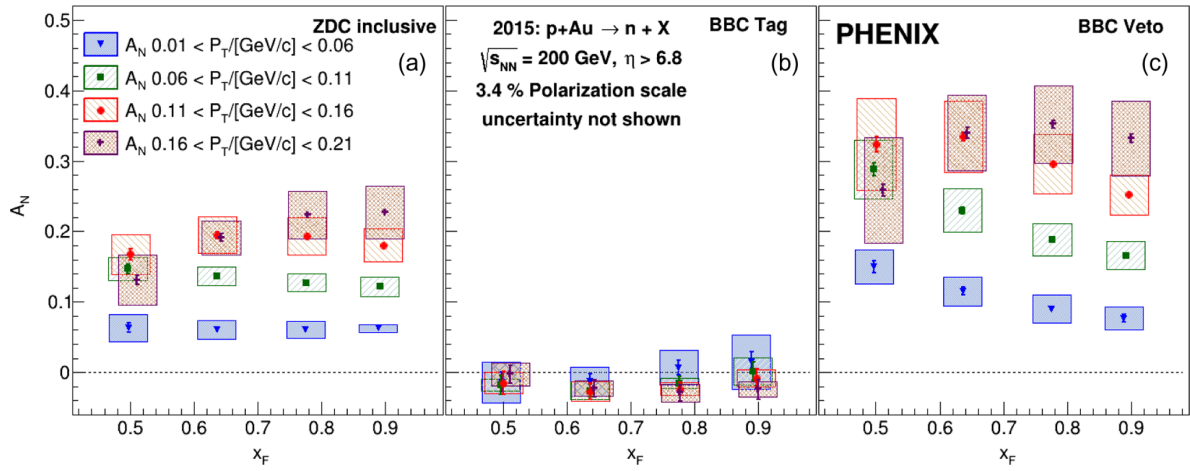 ZDC inclusive
(a)
A_N 0.01 < P_T/[GeV/c] < 0.06
A_N 0.06 < P_T/[GeV/c] < 0.11
A_N 0.11 < P_T/[GeV/c] < 0.16
A_N 0.16 < P_T/[GeV/c] < 0.21
A_N
0.5
0.4
0.3
0.2
0.1
0
0.5 0.6 0.7 0.8 0.9
x_F
2015: p+Au → n + X
BBC Tag
√s_NN = 200 GeV, η > 6.8
(b)
3.4 % Polarization scale
uncertainty not shown
0.5 0.6 0.7 0.8 0.9
x_F
PHENIX
BBC Veto
(c)
0.5 0.6 0.7 0.8 0.9
x_F